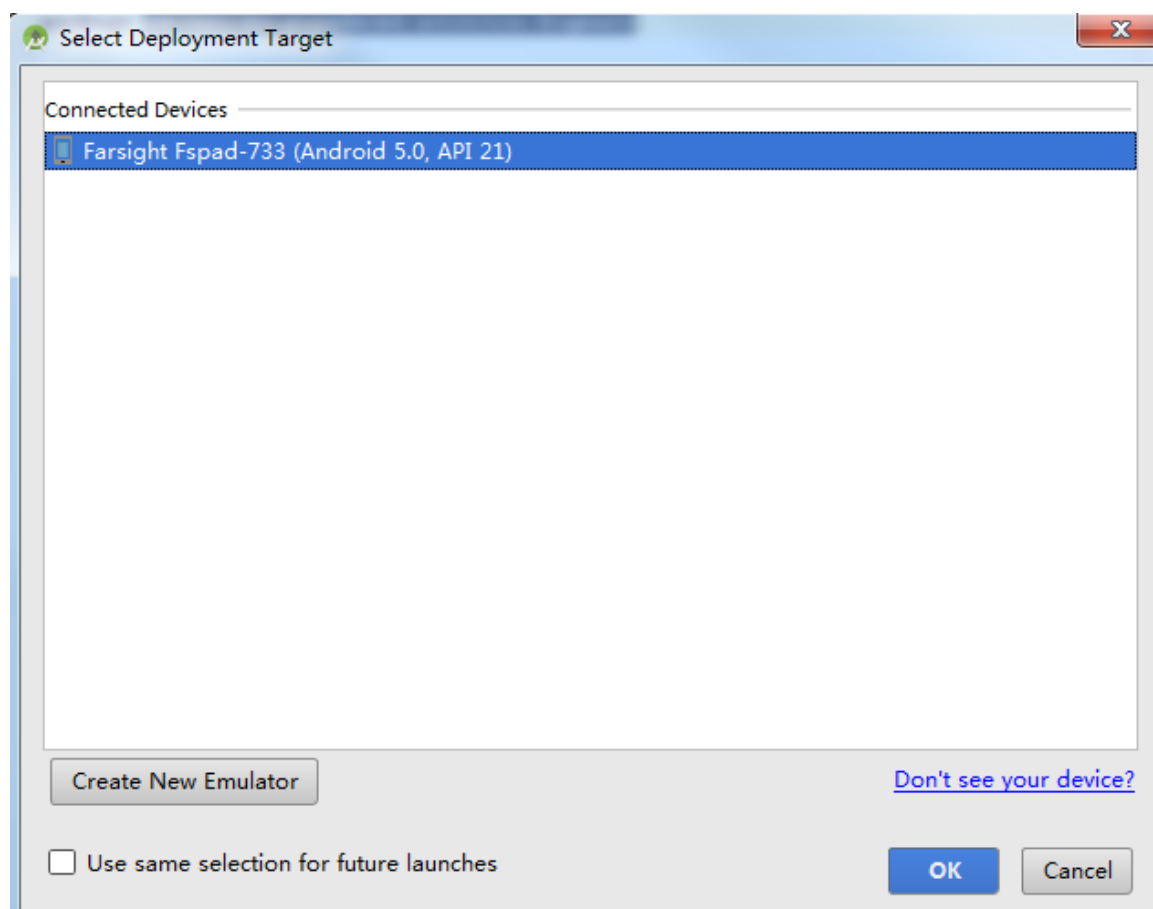 Select Deployment Target
Connected Devices
Farsight Fspad-733 (Android 5.0, API 21)
Create New Emulator
Don't see your device?
Use same selection for future launches
OK
Cancel